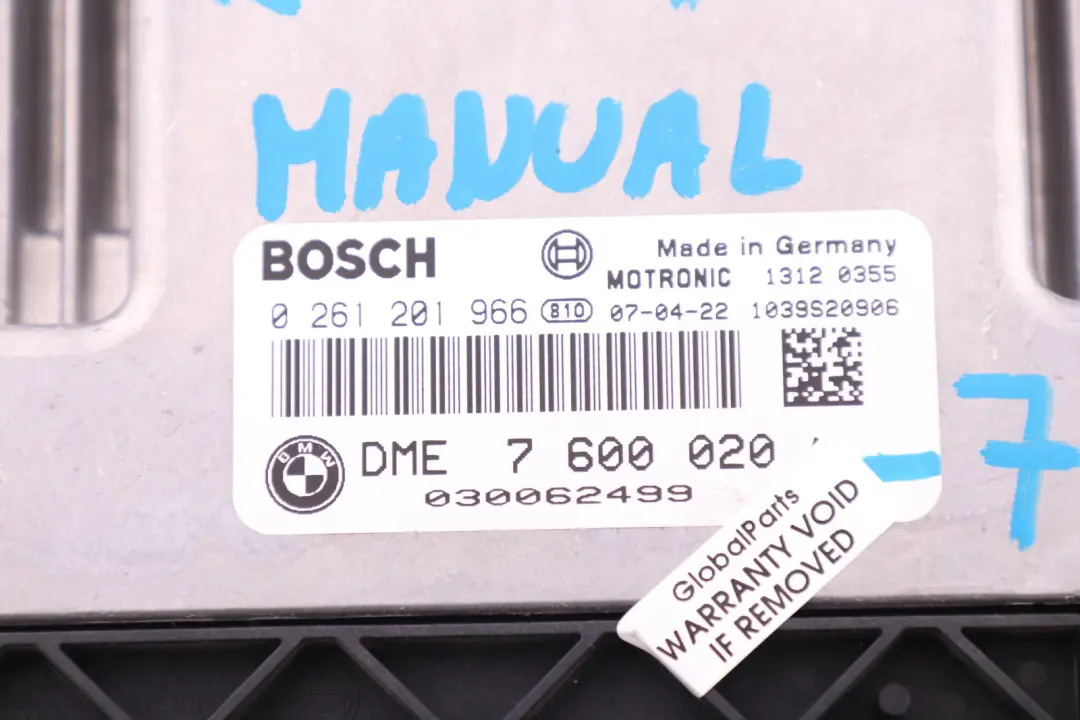 MANUAL
BOSCH
Made in Germany
MOTRONIC 1312 0355
0 261 201 966 810 07-04-22 1039S20906
BMW
DME 7 600 020
030062499
7
GlobalParts
WARRANTY VOID
IF REMOVED